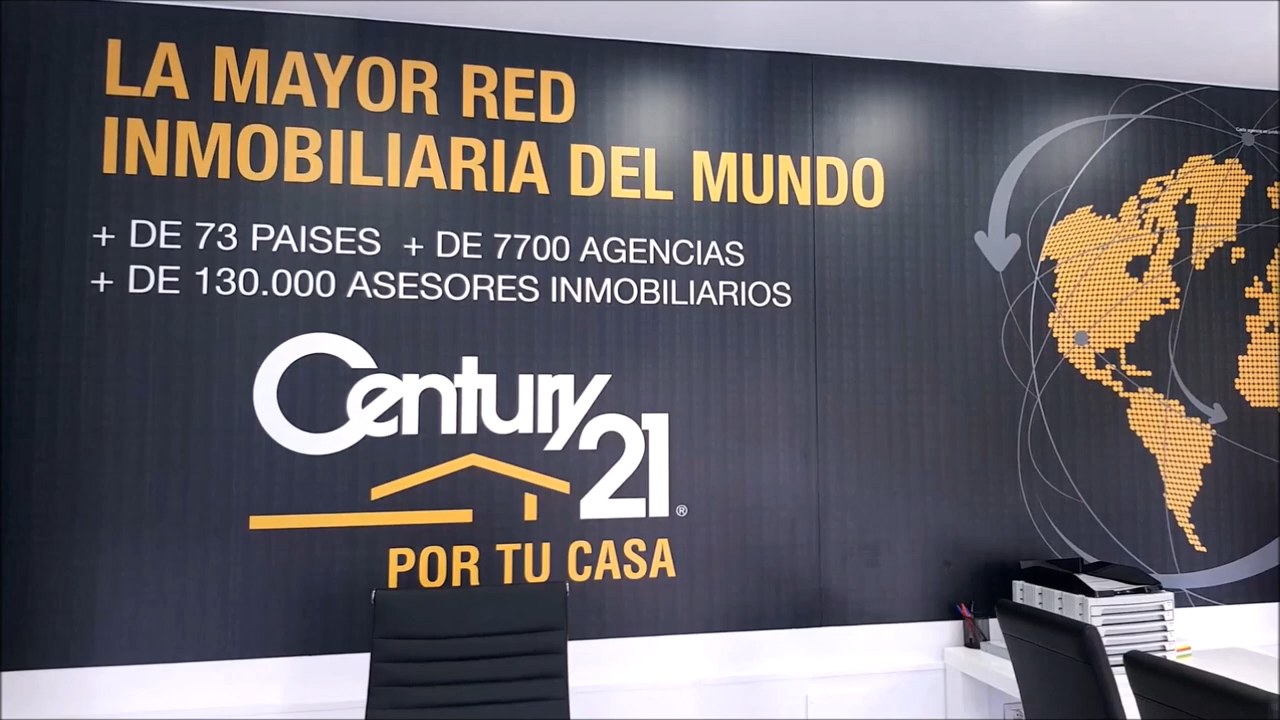 LA MAYOR RED
INMOBILIARIA DEL MUNDO
+ DE 73 PAISES + DE 7700 AGENCIAS
+ DE 130.000 ASESORES INMOBILIARIOS
Century
21®
POR TU CASA